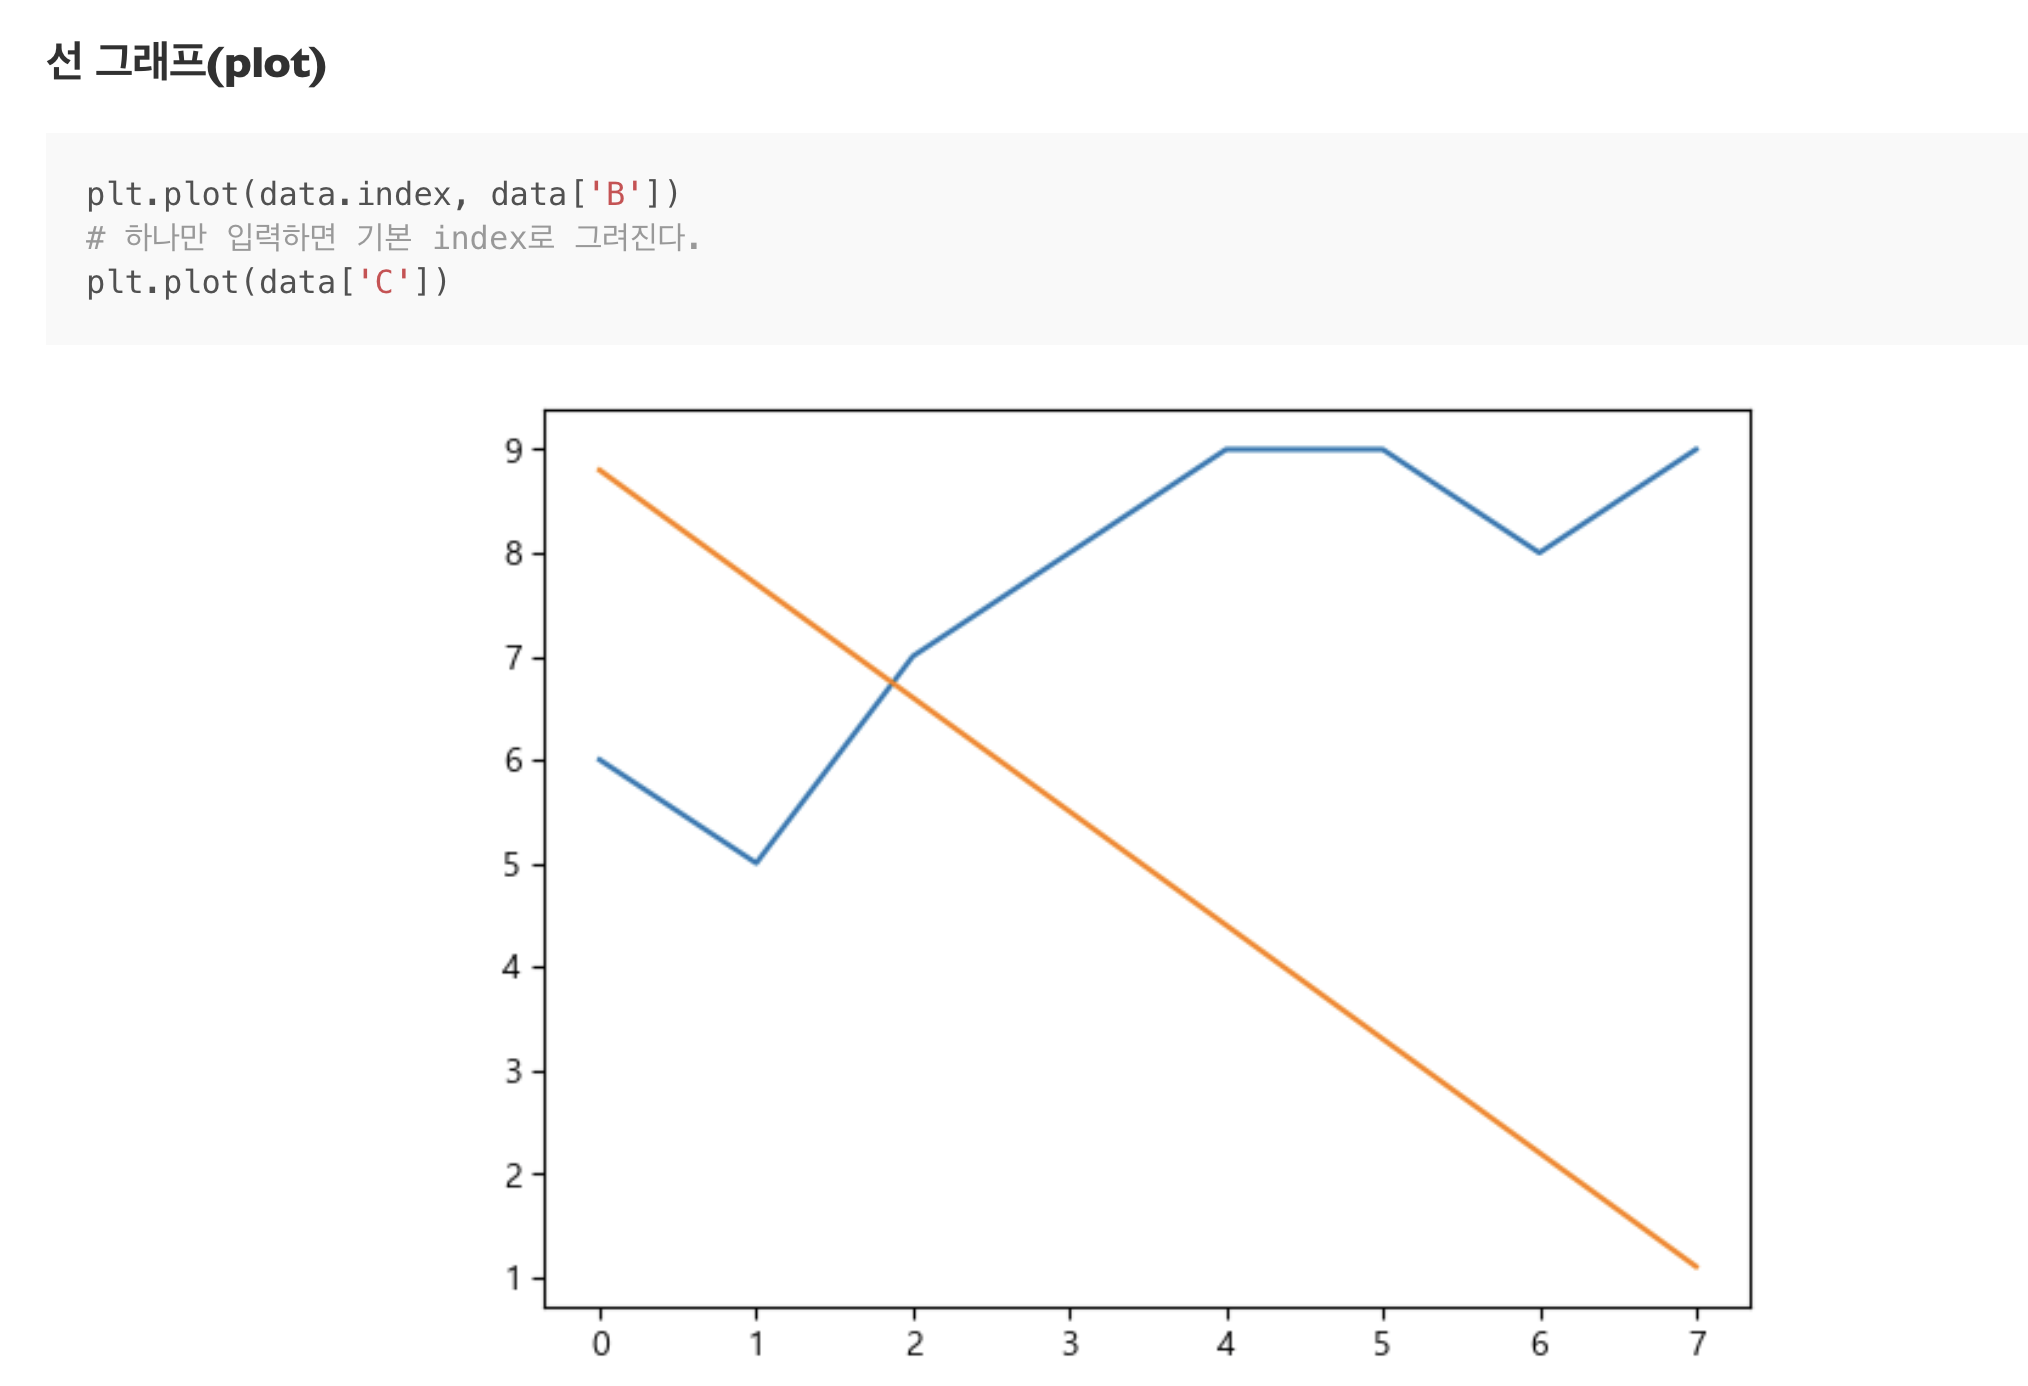 선 그래프(plot)
plt.plot(data.index, data['B'])
# 하나만 입력하면 기본 index로 그려진다.
plt.plot(data['C'])
9
8
7
6
5
4
3
2
1
0 1 2 3 4 5 6 7